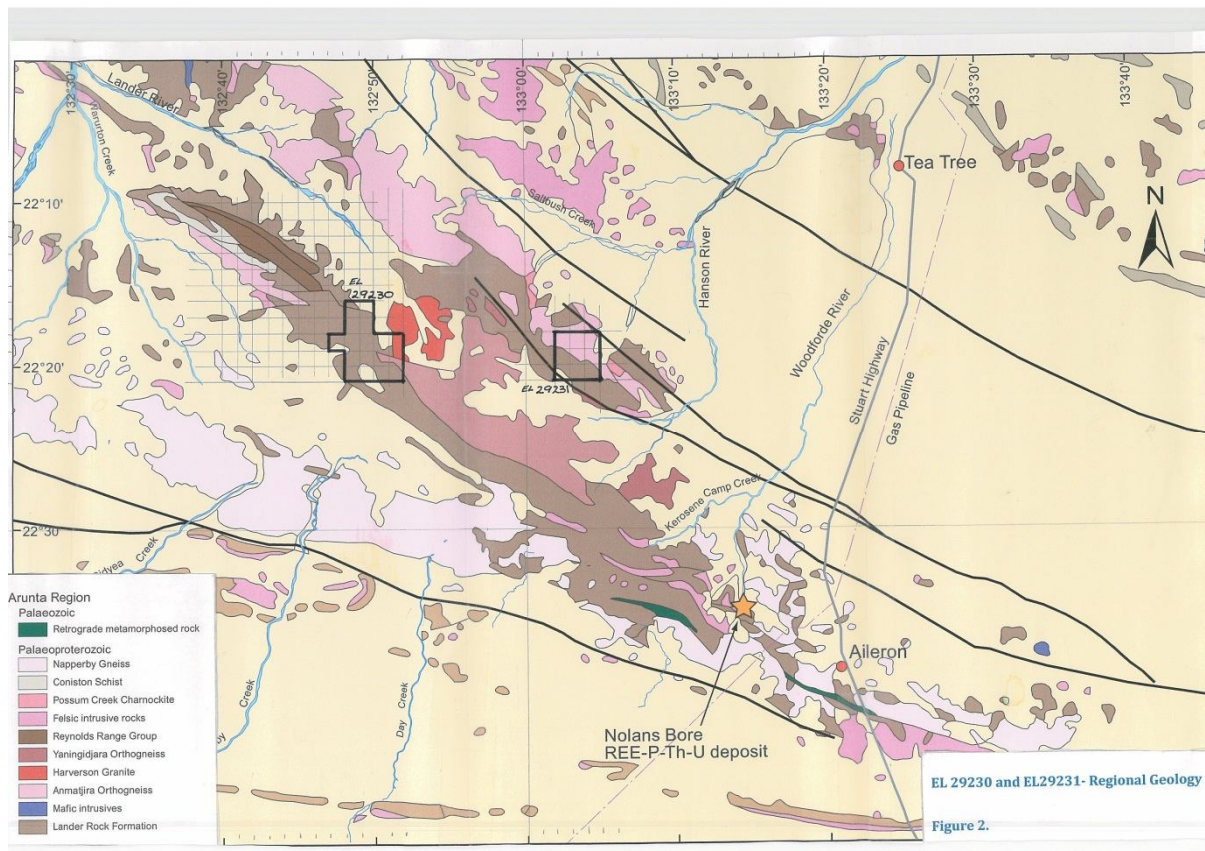 132°30'
132°40'
132°50'
133°00'
133°10'
133°20'
133°30'
133°40'
Lander River
Warurton Creek
Tea Tree
N
22°10'
Sallbush Creek
Hanson River
EL
29230
Woodforde River
Stuart Highway
Gas Pipeline
22°20'
EL 29231
Kerosene Camp Creek
22°30'
Creek
Arunta Region
Palaeozoic
Retrograde metamorphosed rock
Palaeoproterozoic
Napperby Gneiss
Coniston Schist
Possum Creek Charnockite
Felsic intrusive rocks
Reynolds Range Group
Yaningidjara Orthogneiss
Harverson Granite
Anmatjira Orthogneiss
Mafic intrusives
Lander Rock Formation
Creek
Day Creek
Aileron
Nolans Bore
REE-P-Th-U deposit
EL 29230 and EL29231- Regional Geology
Figure 2.